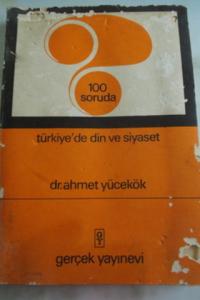 100
soruda
türkiye'de din ve siyaset
dr.ahmet yücekök
GY
gerçek yayınevi